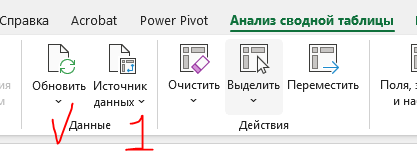 Справка Acrobat Power Pivot Анализ сводной таблицы
Обновить Источник данных Очистить Выделить Переместить Поля,
и на
Данные Действия
1